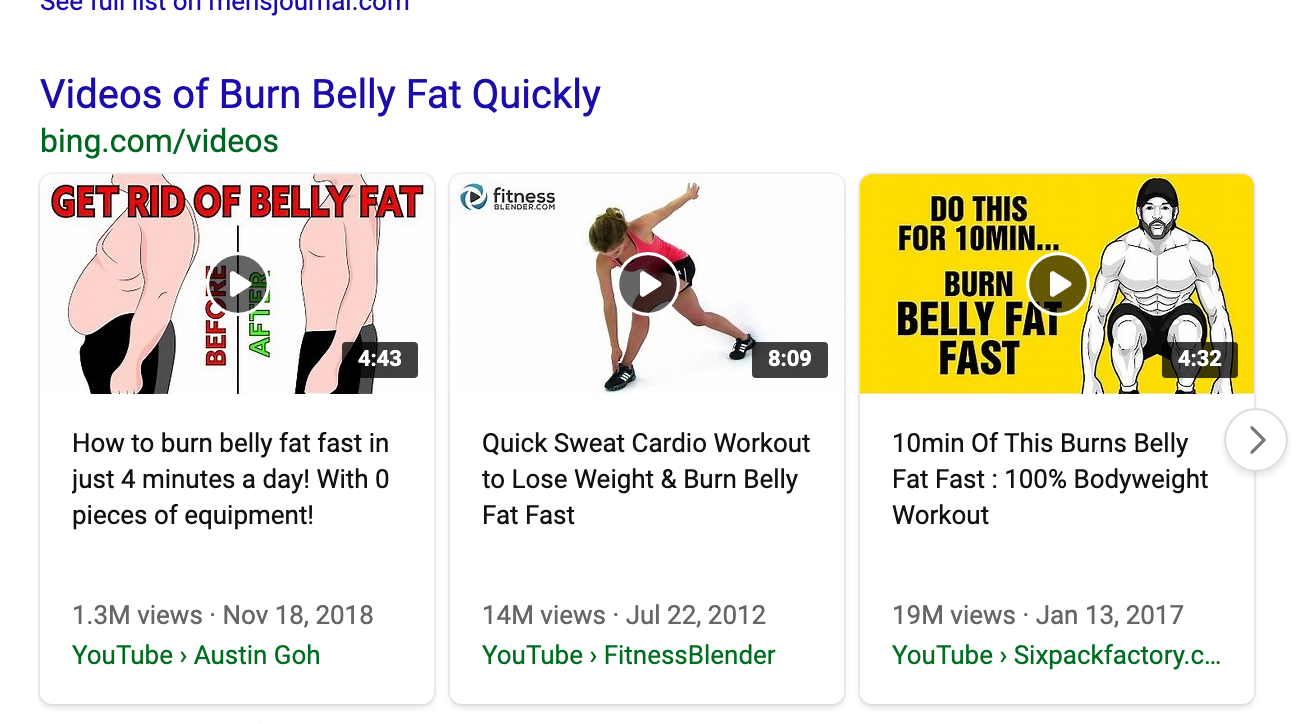 See full list on mensjournal.com
Videos of Burn Belly Fat Quickly
bing.com/videos
GET RID OF BELLY FAT
BEFORE
AFTER
4:43
How to burn belly fat fast in
just 4 minutes a day! With 0
pieces of equipment!
1.3M views · Nov 18, 2018
YouTube › Austin Goh
fitness
BLENDER.COM
8:09
Quick Sweat Cardio Workout
to Lose Weight & Burn Belly
Fat Fast
14M views · Jul 22, 2012
YouTube › FitnessBlender
DO THIS
FOR 10MIN...
BURN
BELLY FAT
FAST
4:32
10min Of This Burns Belly
Fat Fast : 100% Bodyweight
Workout
19M views · Jan 13, 2017
YouTube › Sixpackfactory.c...